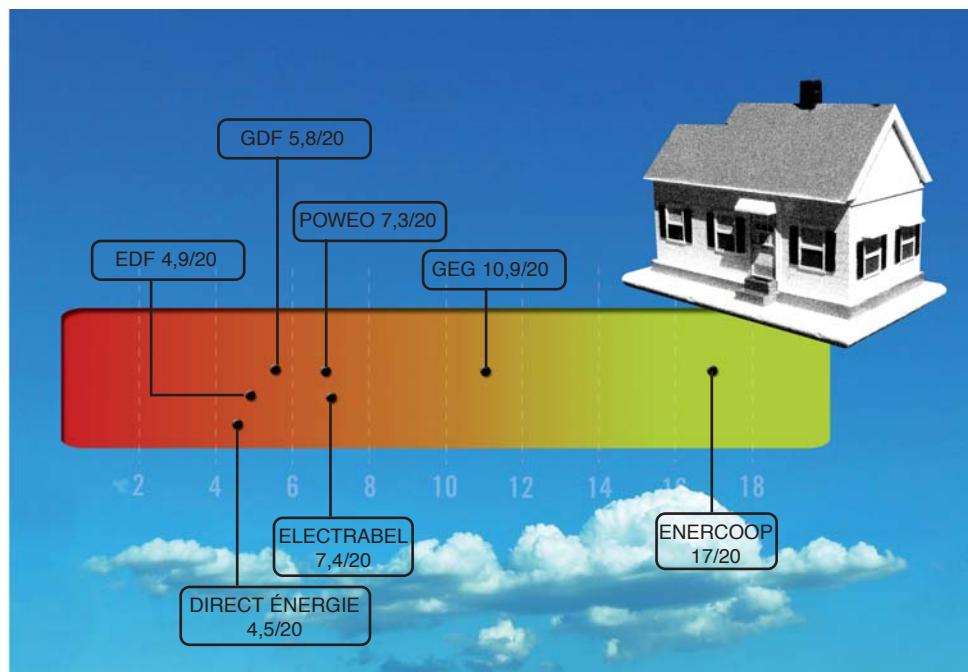 GDF 5,8/20
POWEO 7,3/20
EDF 4,9/20
GEG 10,9/20
2 4 6 8 10 12 14 16 18
ELECTRABEL
7,4/20
ENERCOOP
17/20
DIRECT ÉNERGIE
4,5/20